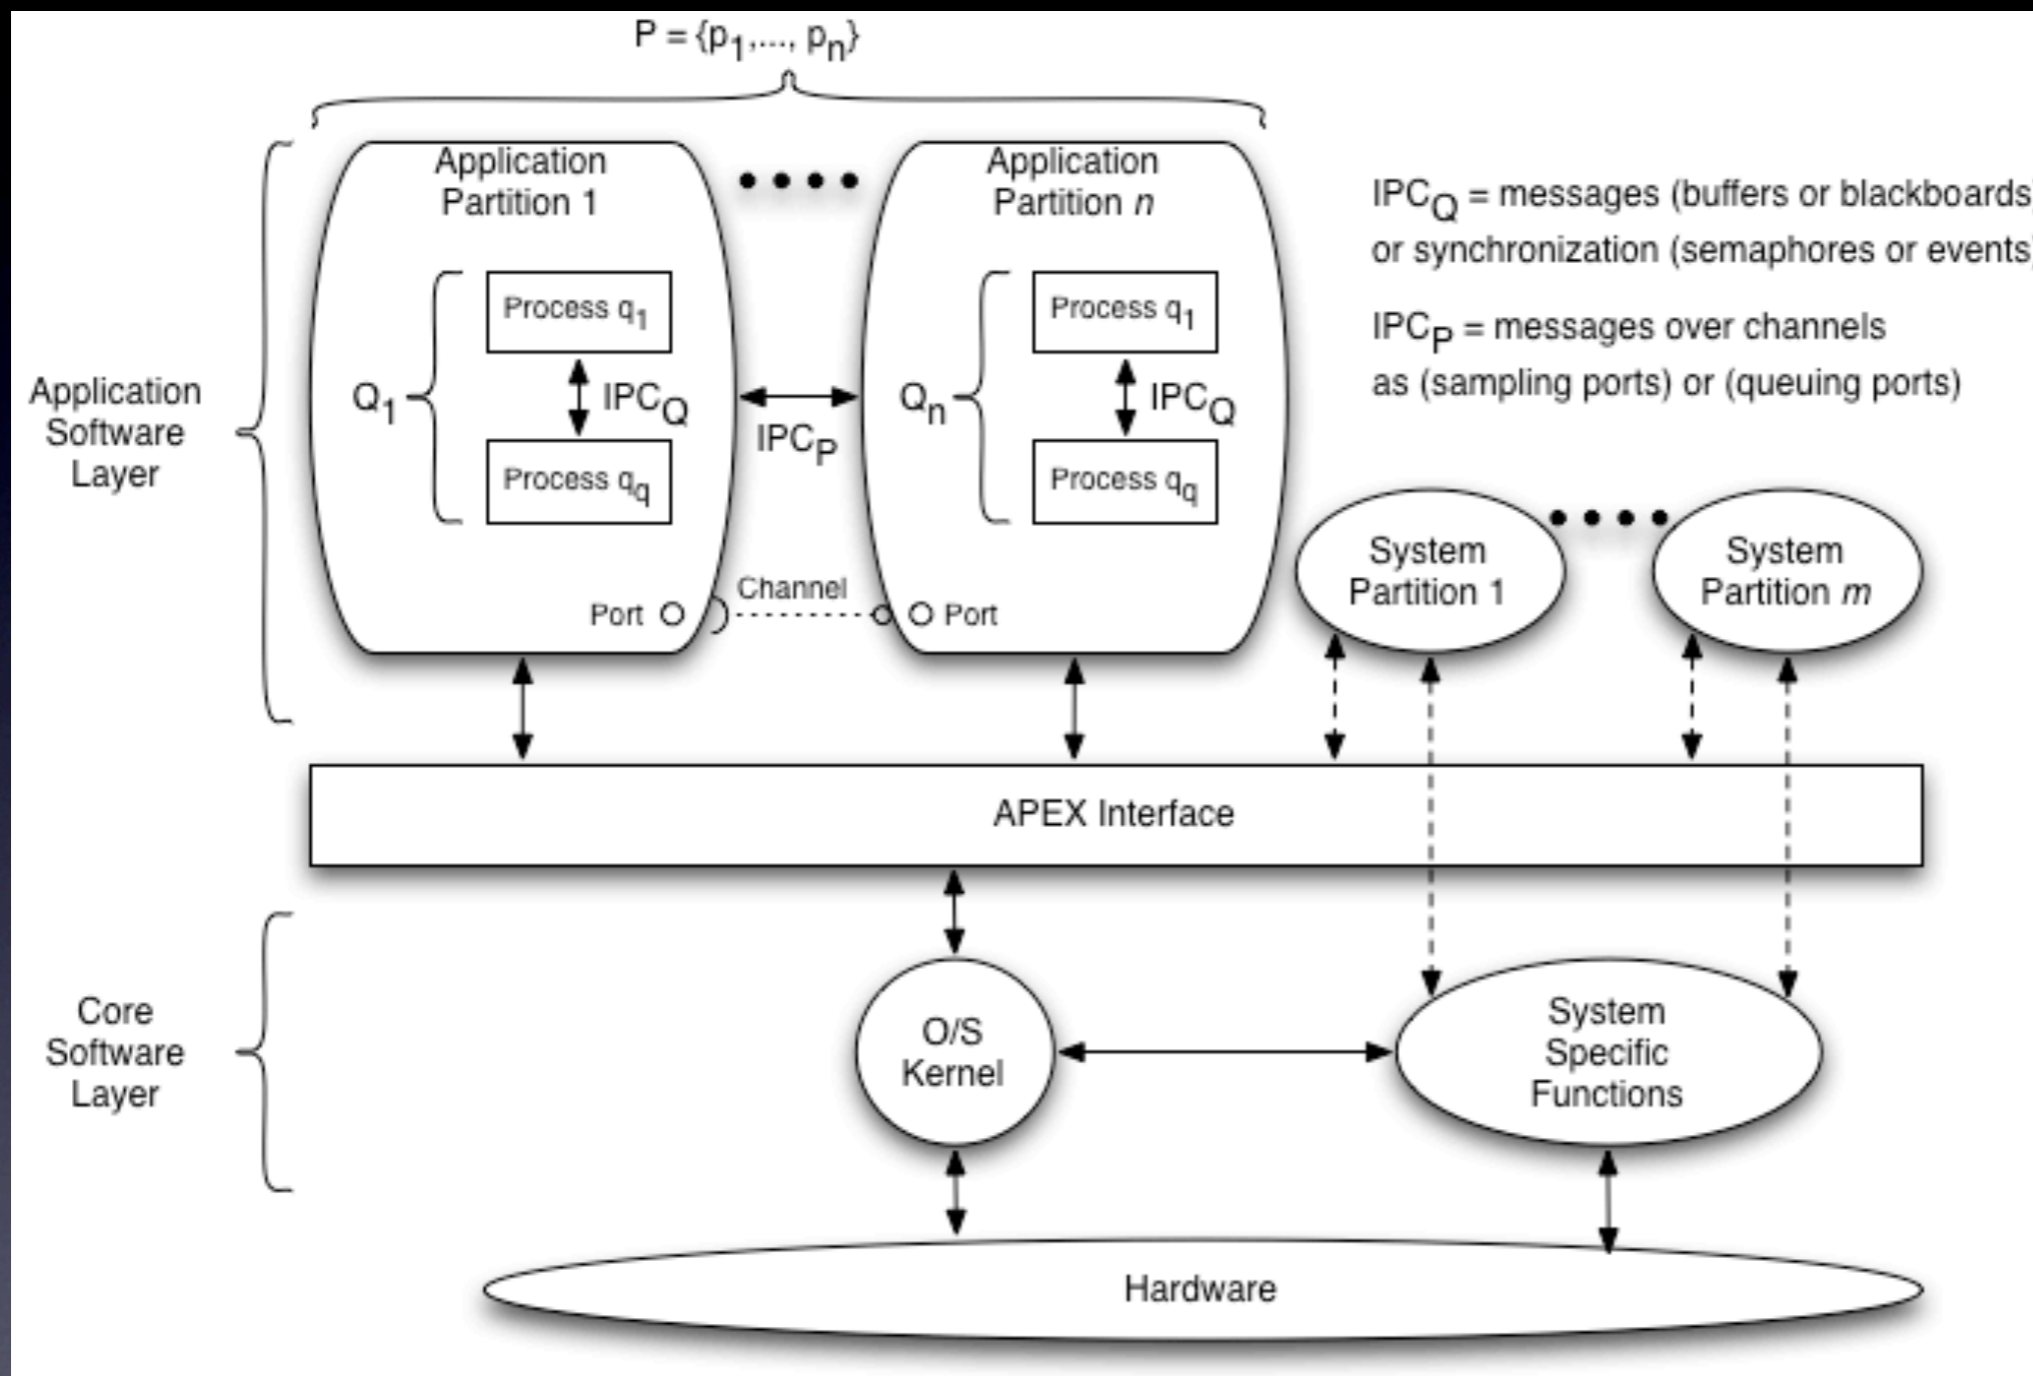 P = {p1,..., pn}
Application
Partition 1
Application
Partition n
IPCQ = messages (buffers or blackboards)
or synchronization (semaphores or events)
IPCP = messages over channels
as (sampling ports) or (queuing ports)
Application
Software
Layer
Q1
Process q1
IPCQ
Process qq
IPCP
Qn
Process q1
IPCQ
Process qq
Port
Channel
Port
System
Partition 1
System
Partition m
APEX Interface
Core
Software
Layer
O/S
Kernel
System
Specific
Functions
Hardware